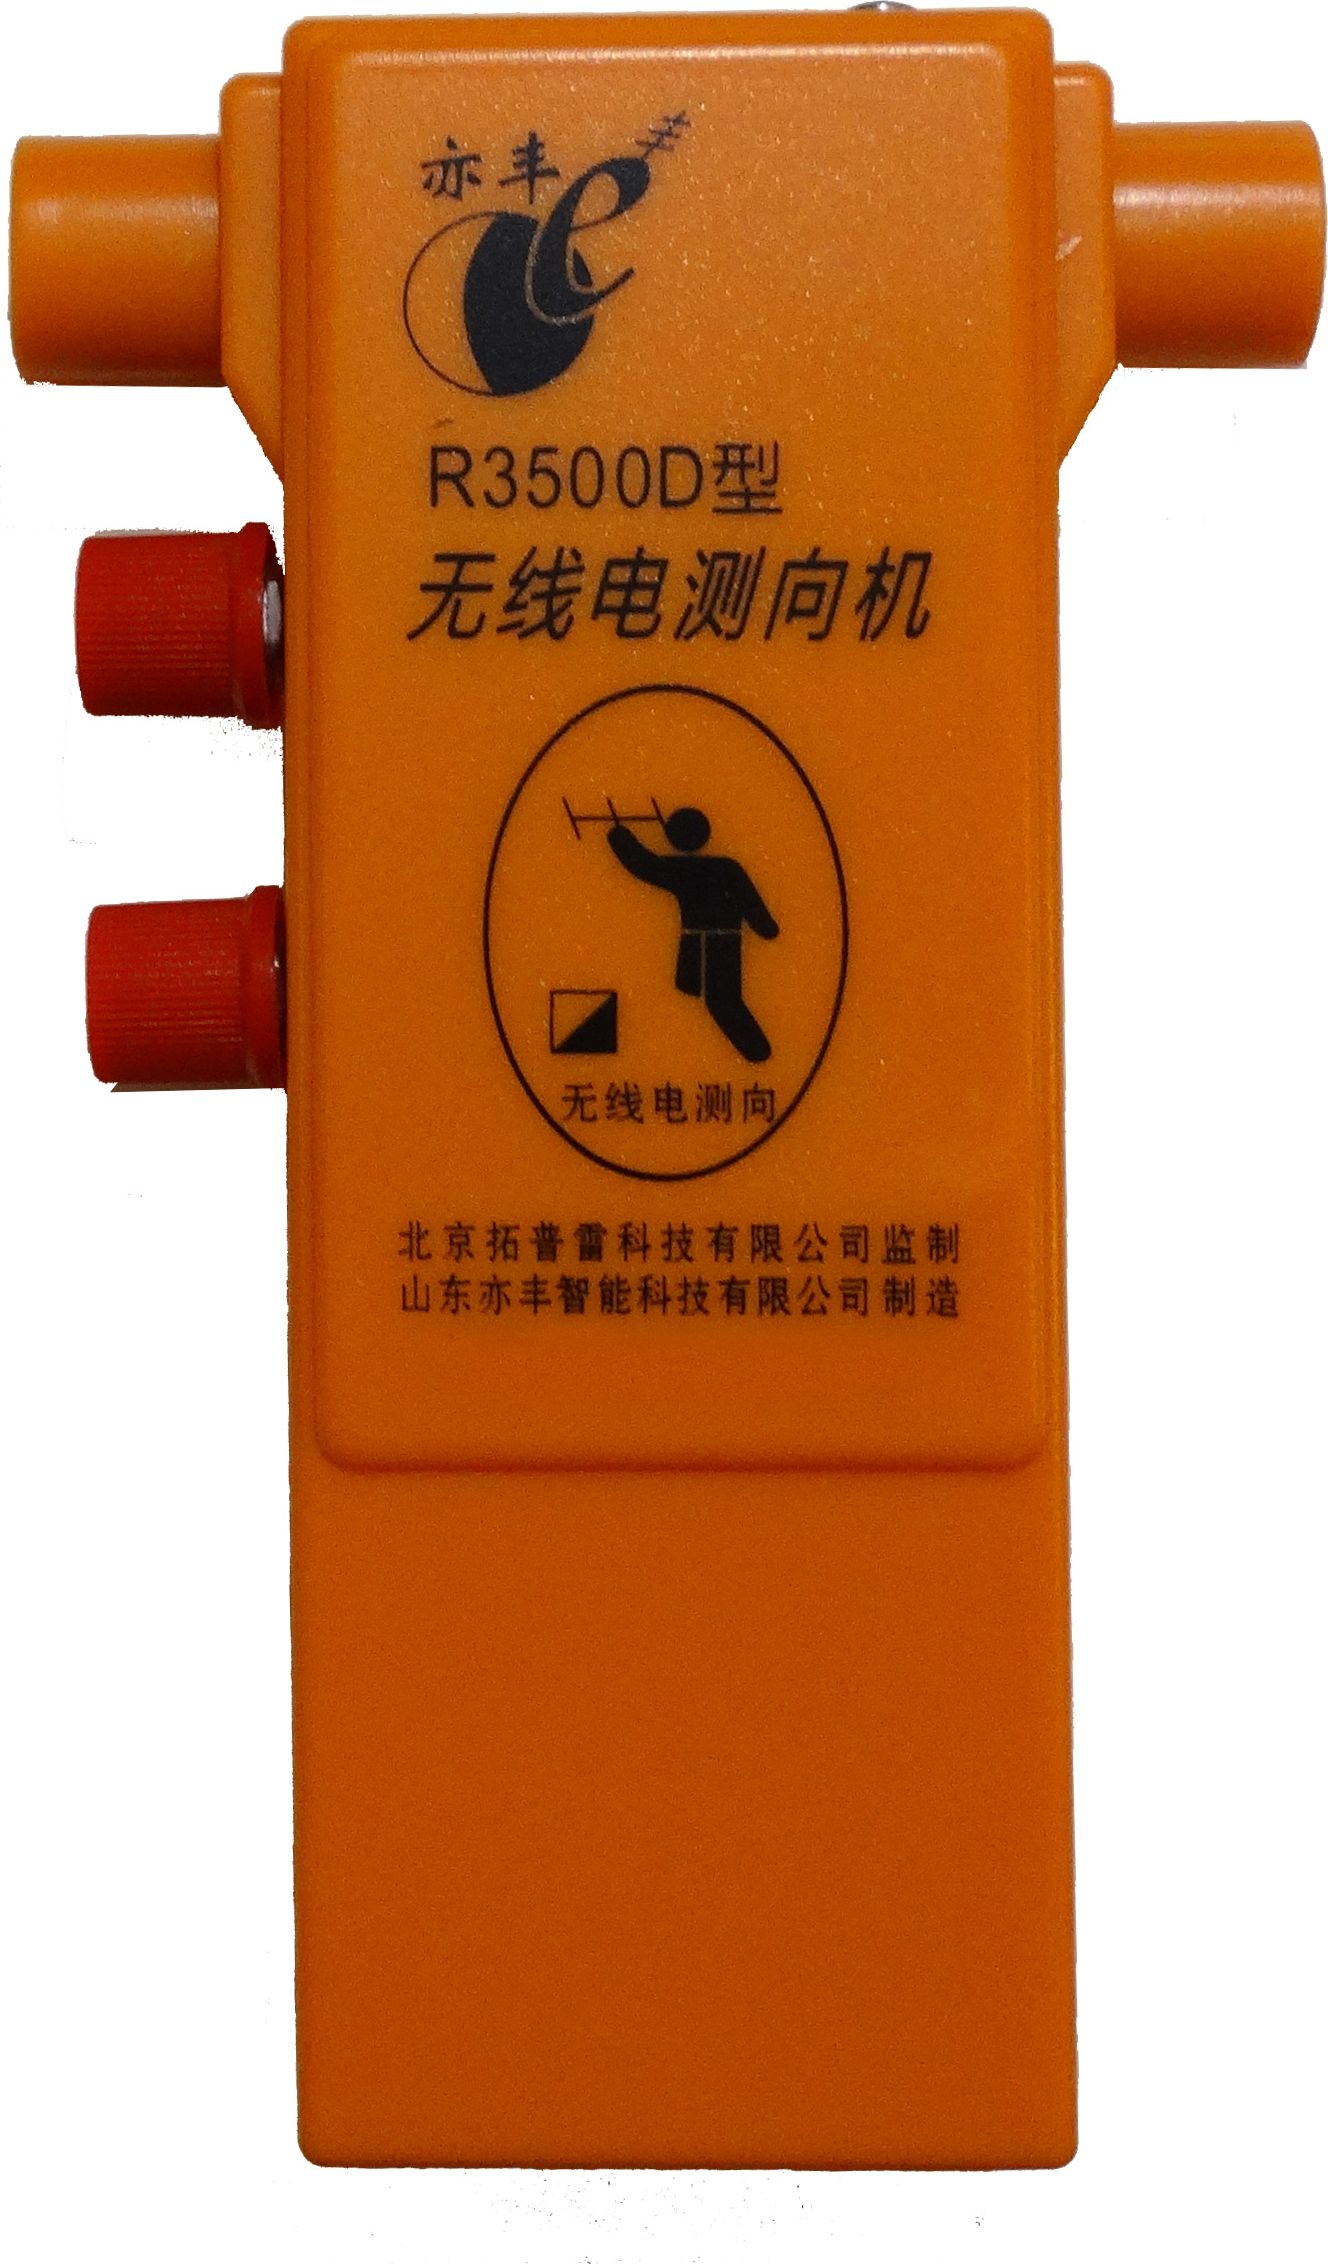 亦丰
R3500D型
无线电测向机
无线电测向
北京拓普雷科技有限公司监制
山东亦丰智能科技有限公司制造